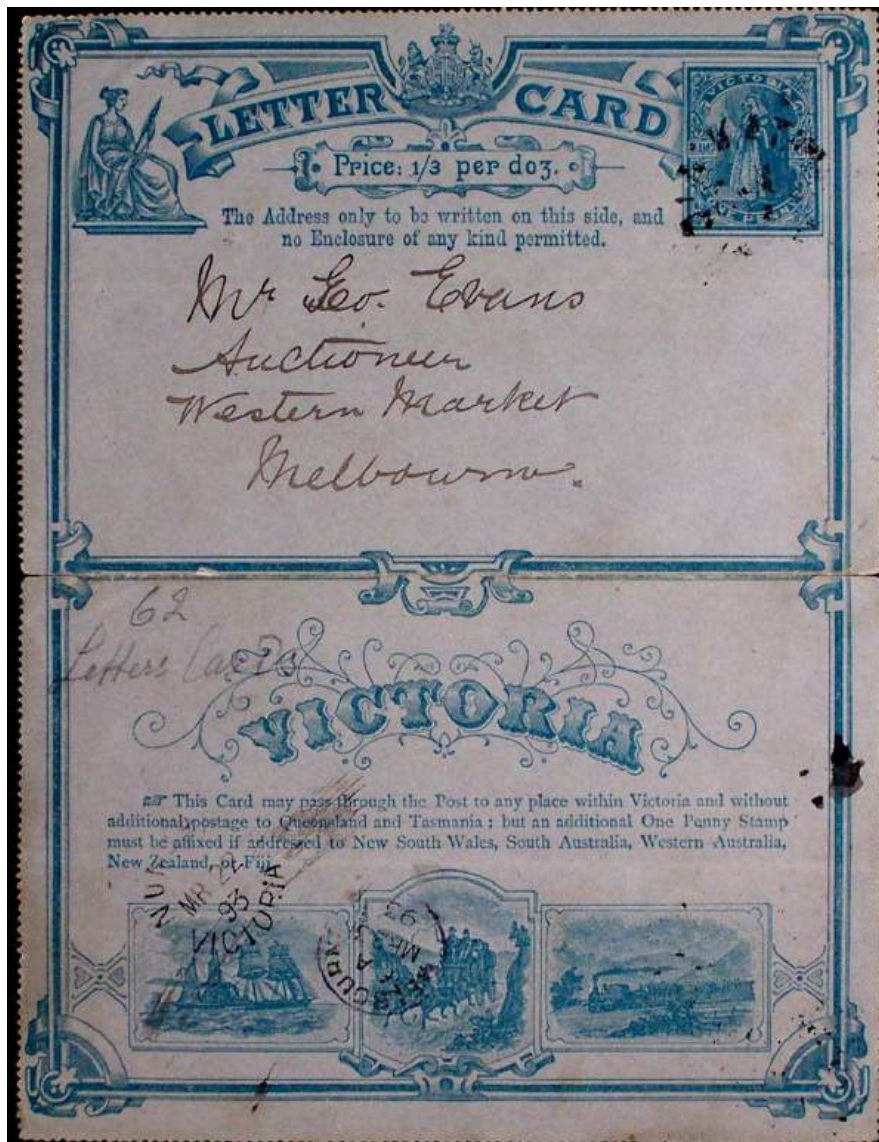 LETTER CARD
VICTORIA
Price: 1/3 per doz.
The Address only to be written on this side, and
no Enclosure of any kind permitted.
Mr Geo. Evans
Auctioneer
Western Market
Melbourne.
62
Letters Cards
VICTORIA
☞ This Card may pass through the Post to any place within Victoria and without
additional postage to Queensland and Tasmania; but an additional One Penny Stamp
must be affixed if addressed to New South Wales, South Australia, Western Australia,
New Zealand, or Fiji.
MR
93
VICTORIA
93